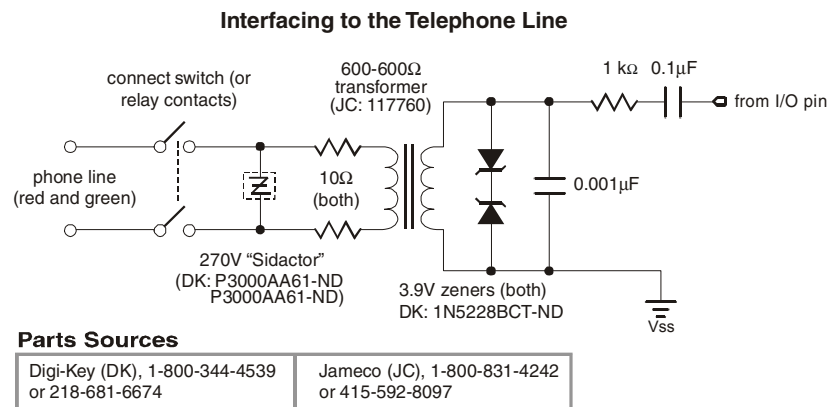 Interfacing to the Telephone Line
connect switch (or
relay contacts)
600-600Ω
transformer
(JC: 117760)
1 kΩ
0.1µF
from I/O pin
phone line
(red and green)
10Ω
(both)
0.001µF
270V “Sidactor”
(DK: P3000AA61-ND
P3000AA61-ND)
3.9V zeners (both)
DK: 1N5228BCT-ND
Vss
Parts Sources
Digi-Key (DK), 1-800-344-4539
or 218-681-6674
Jameco (JC), 1-800-831-4242
or 415-592-8097